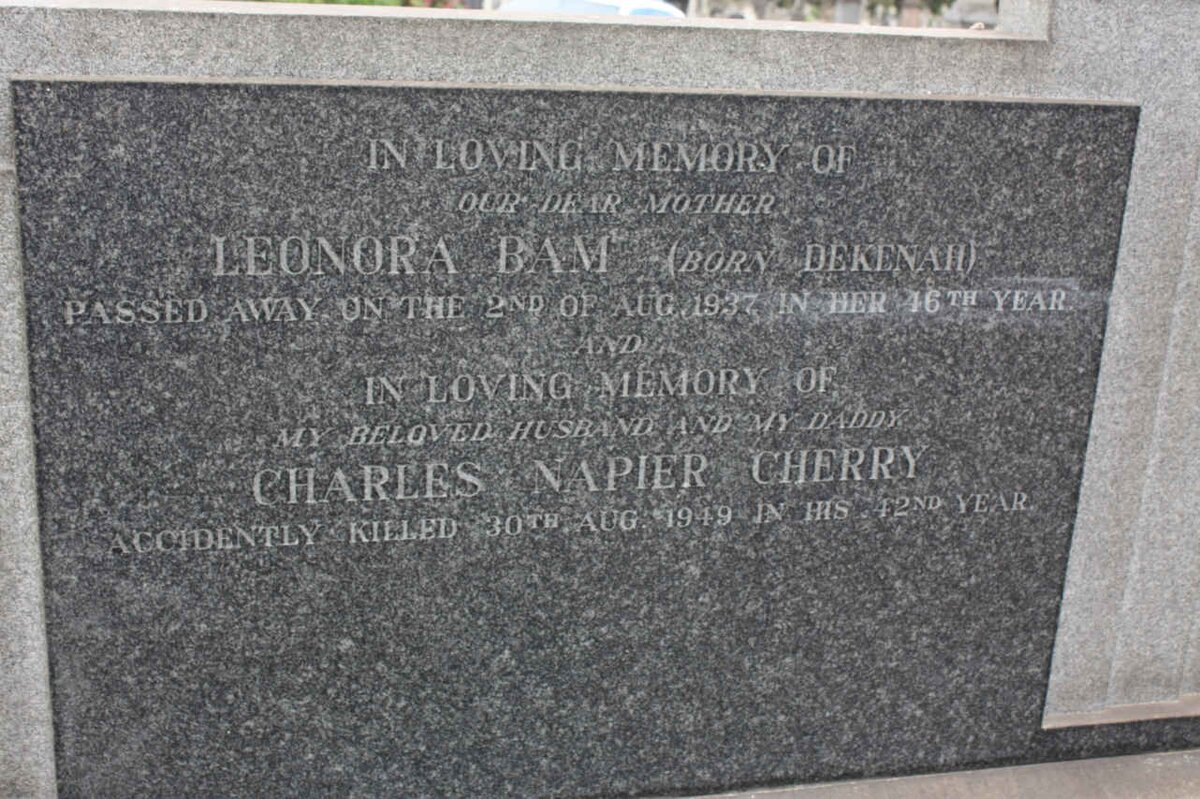 IN LOVING MEMORY OF
OUR DEAR MOTHER
LEONORA BAM (BORN DEKENAH)
PASSED AWAY ON THE 2ND OF AUG. 1937 IN HER 46TH YEAR.
AND
IN LOVING MEMORY OF
MY BELOVED HUSBAND AND MY DADDY
CHARLES NAPIER CHERRY
ACCIDENTLY KILLED 30TH AUG. 1949 IN HIS 42ND YEAR